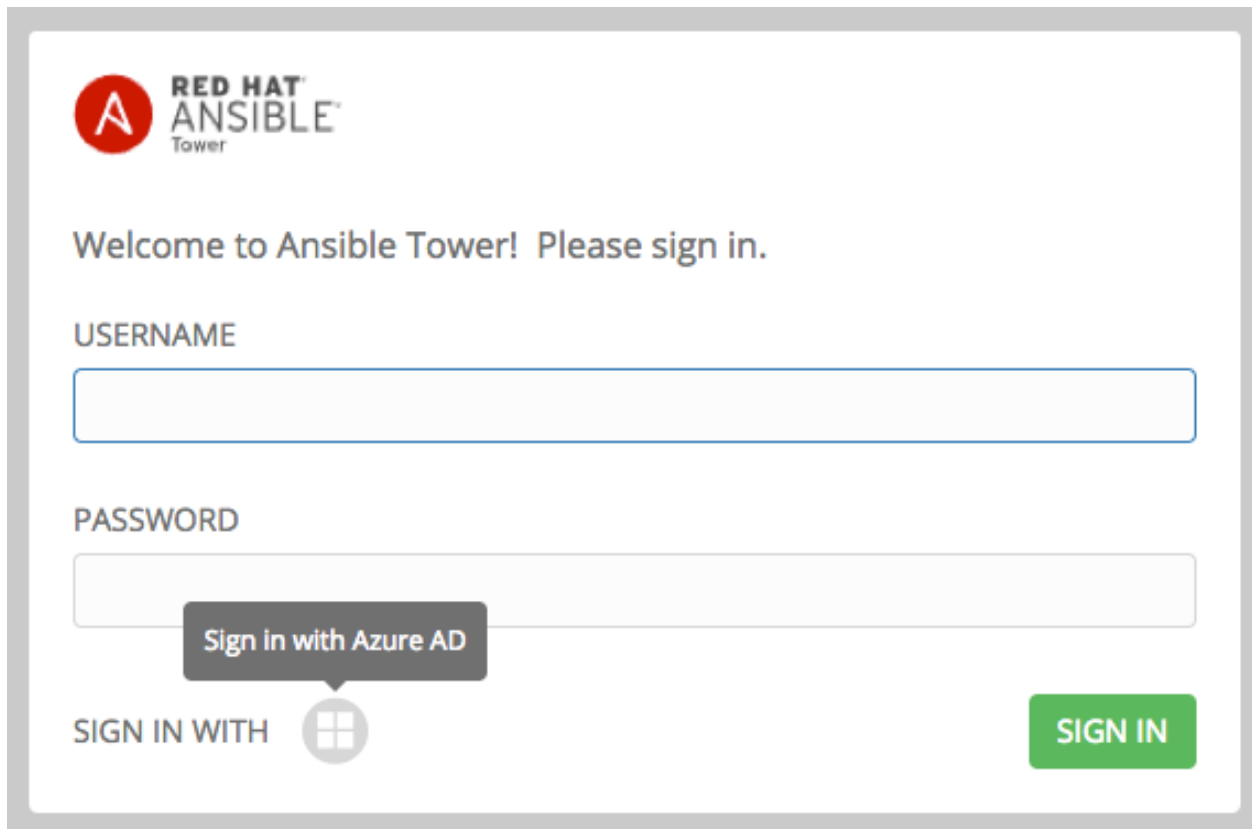 RED HAT
ANSIBLE
Tower
Welcome to Ansible Tower! Please sign in.
USERNAME
PASSWORD
Sign in with Azure AD
SIGN IN WITH
SIGN IN